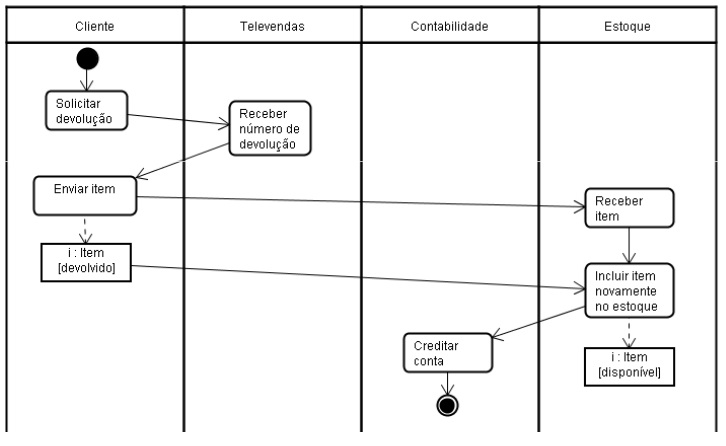 Cliente
Televendas
Contabilidade
Estoque
Solicitar
devolução
Receber
número de
devolução
Enviar item
Receber
item
i : Item
[devolvido]
Incluir item
novamente
no estoque
Creditar
conta
i : Item
[disponível]